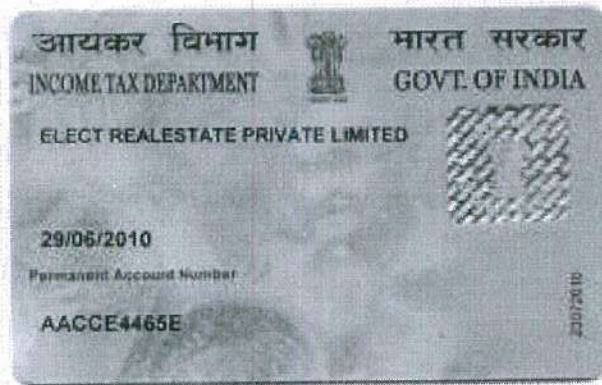 आयकर विभाग
भारत सरकार
INCOME TAX DEPARTMENT
GOVT. OF INDIA
ELECT REALESTATE PRIVATE LIMITED
29/06/2010
Permanent Account Number
AACCE4465E
23072010